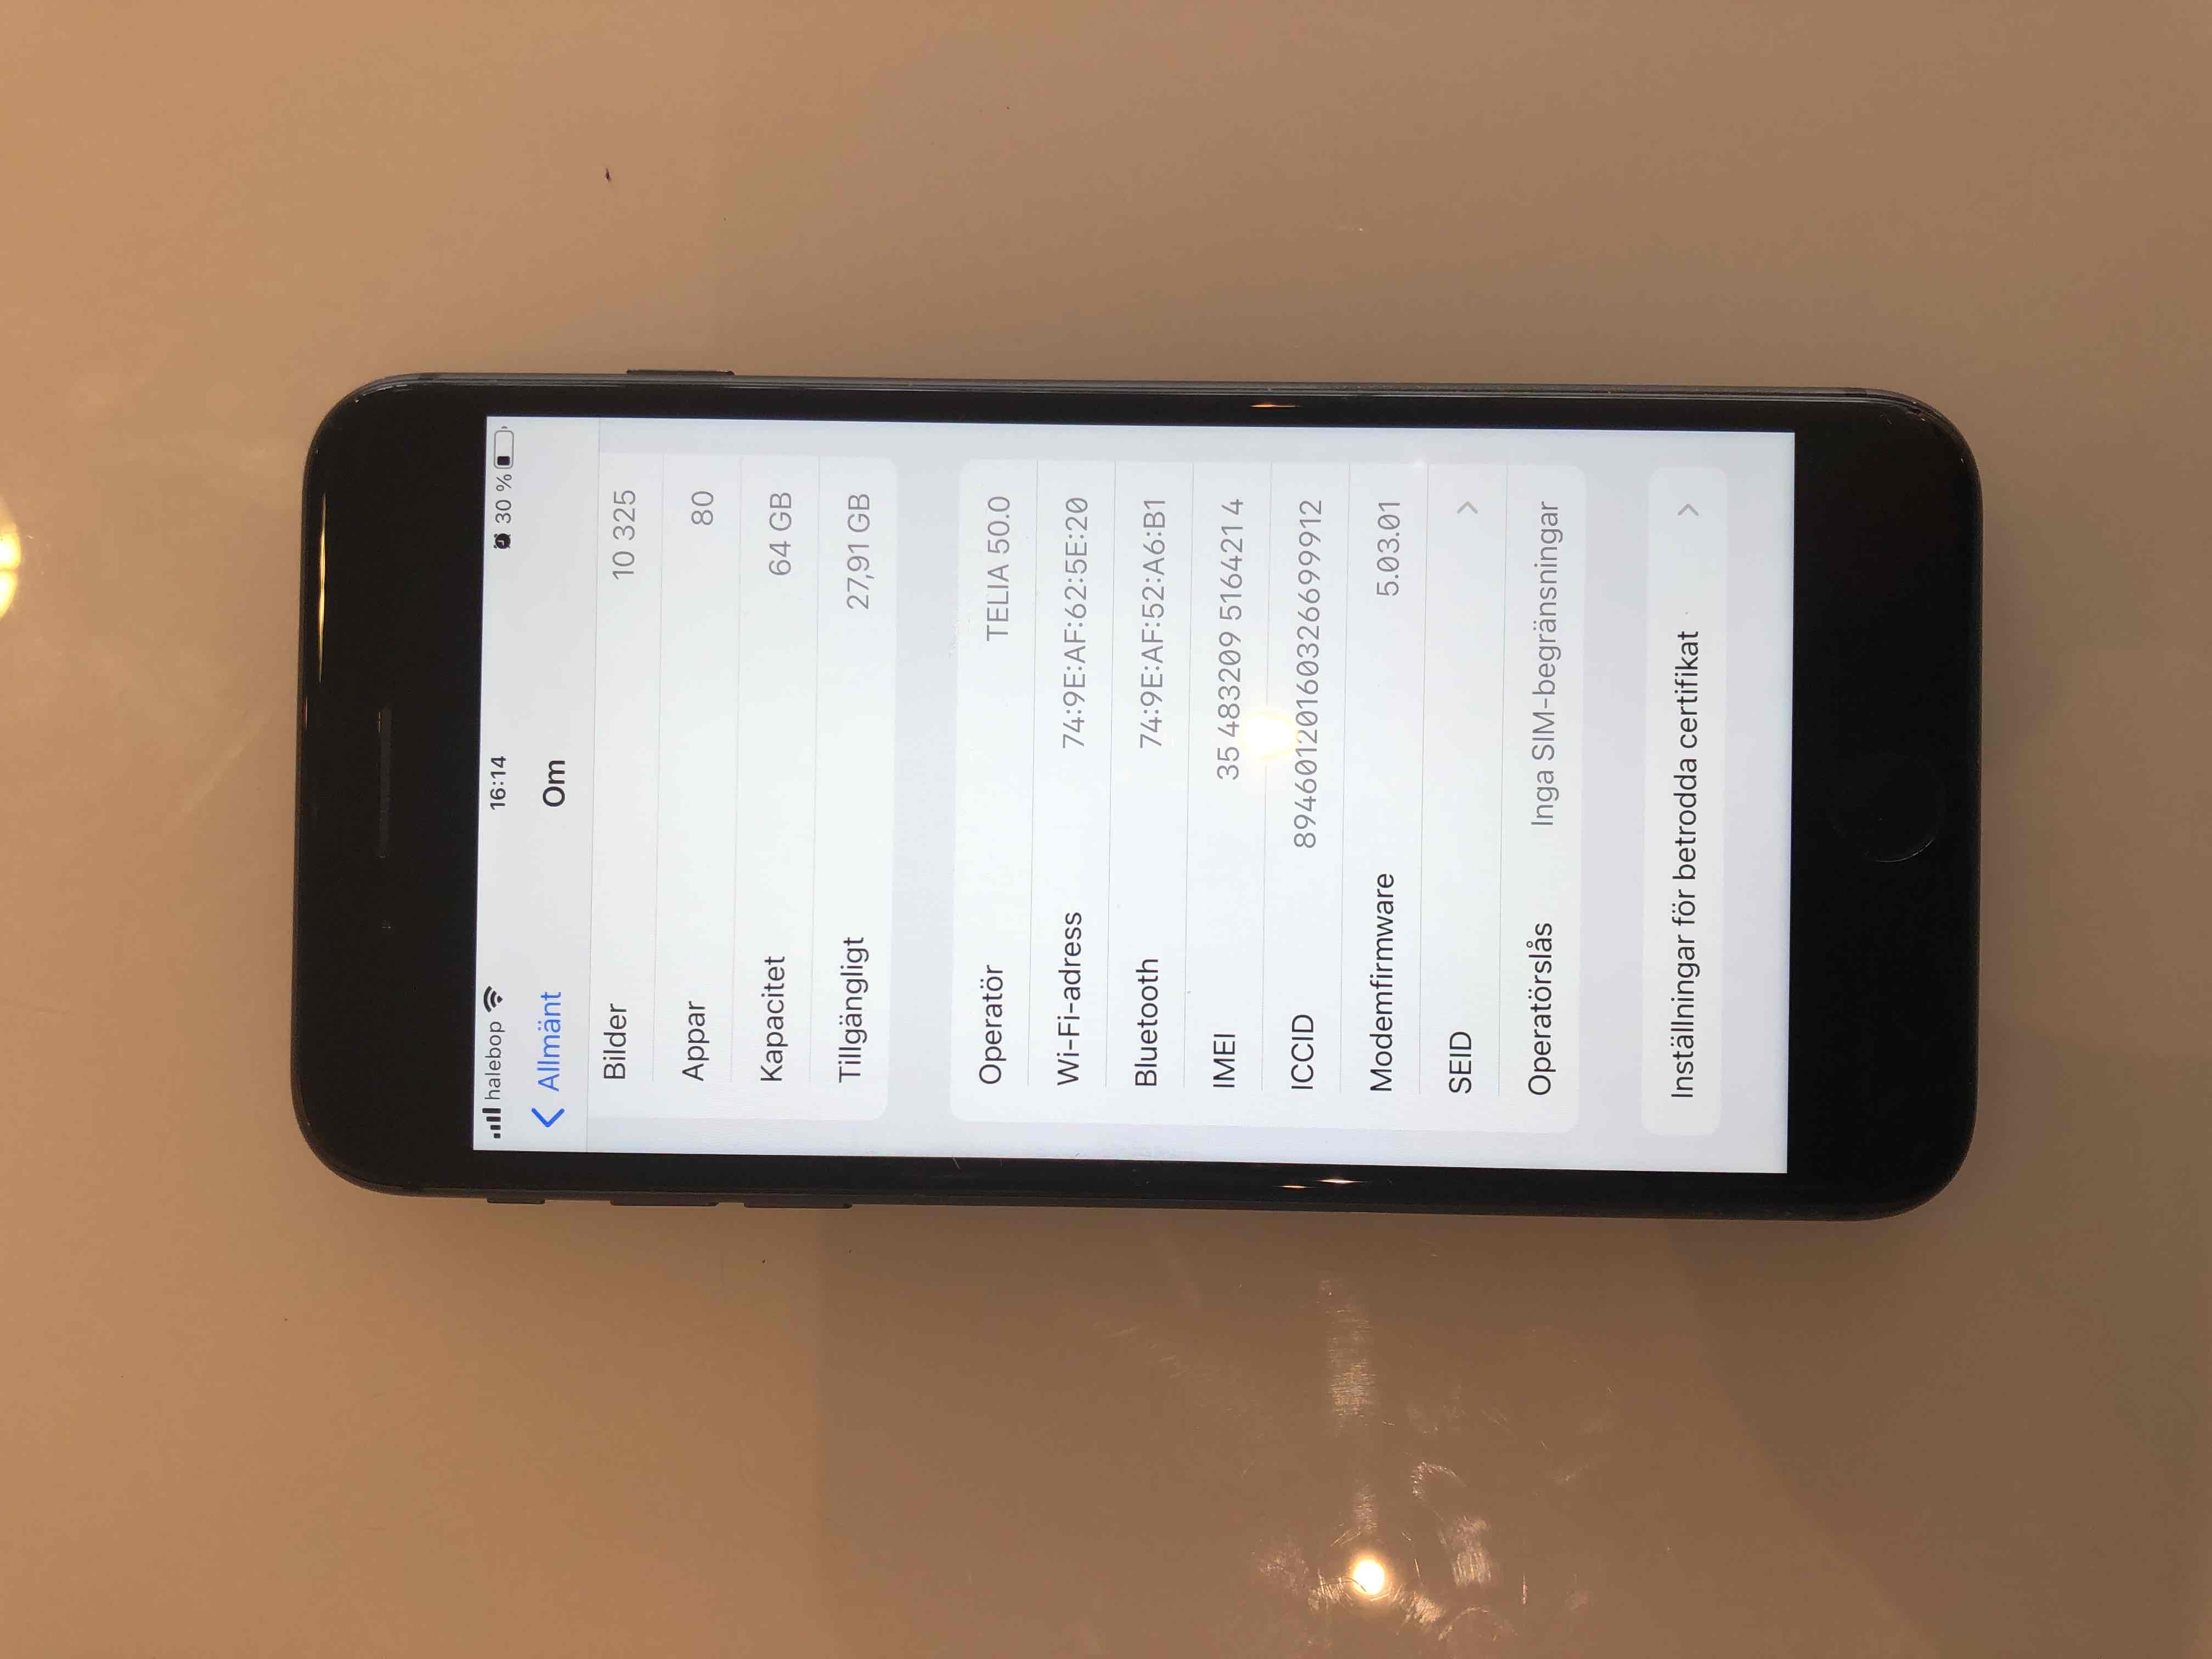 halebop 16:14 30 %
Allmänt Om
Bilder 10 325
Appar 80
Kapacitet 64 GB
Tillgängligt 27,91 GB
Operatör TELIA 50.0
Wi-Fi-adress 74:9E:AF:62:5E:20
Bluetooth 74:9E:AF:52:A6:B1
IMEI 35 483209 516421 4
ICCID 89460120160326699912
Modemfirmware 5.03.01
SEID
Operatörslås Inga SIM-begränsningar
Inställningar för betrodda certifikat